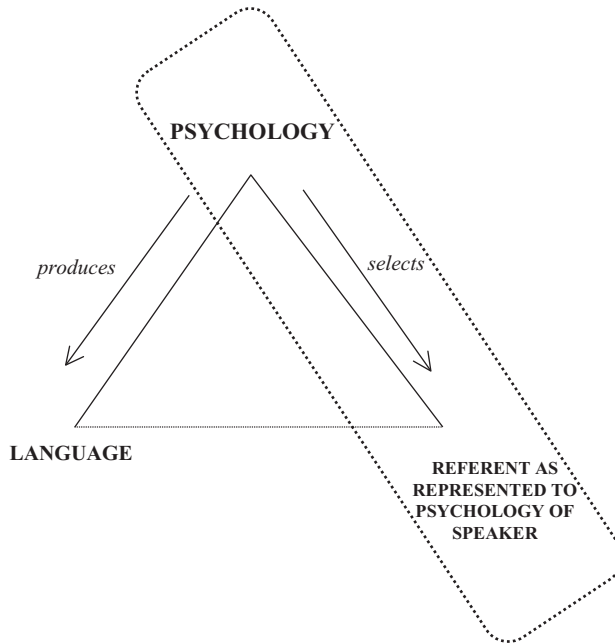 PSYCHOLOGY
produces
selects
LANGUAGE
REFERENT AS
REPRESENTED TO
PSYCHOLOGY OF
SPEAKER